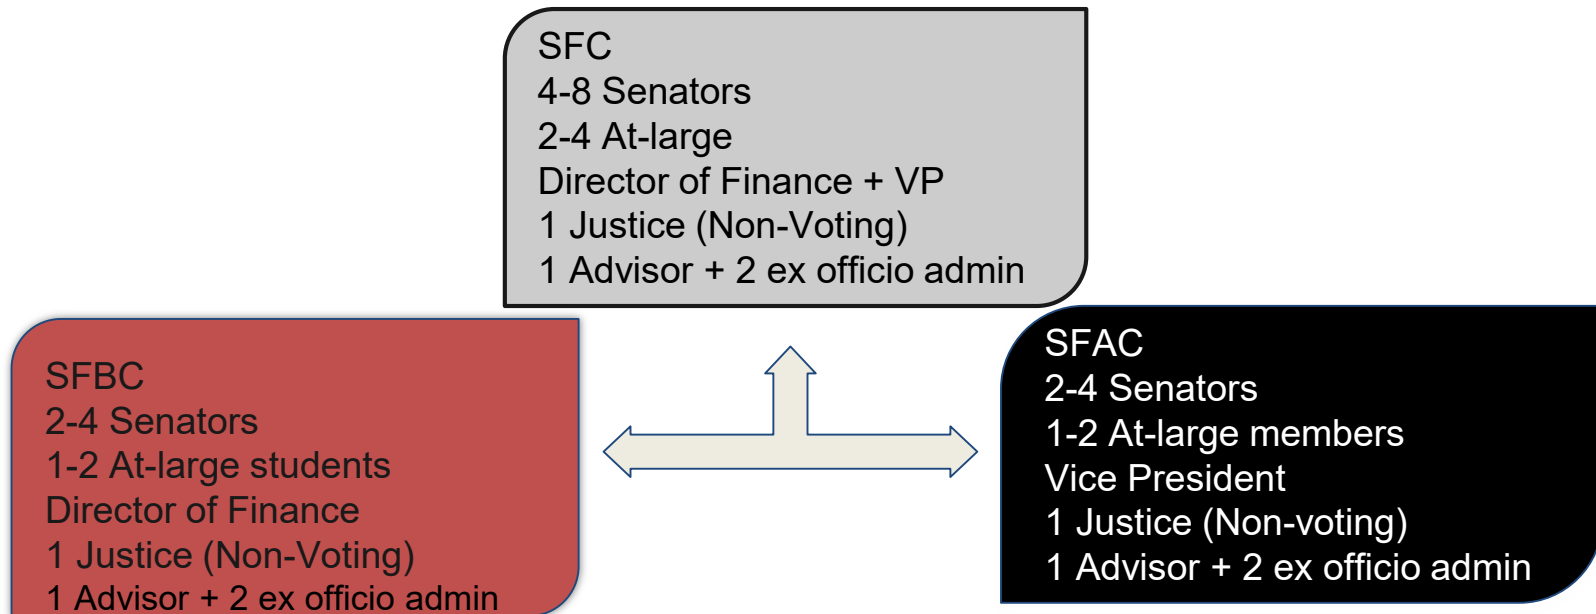 SFC
4-8 Senators
2-4 At-large
Director of Finance + VP
1 Justice (Non-Voting)
1 Advisor + 2 ex officio admin
SFBC
2-4 Senators
1-2 At-large students
Director of Finance
1 Justice (Non-Voting)
1 Advisor + 2 ex officio admin
SFAC
2-4 Senators
1-2 At-large members
Vice President
1 Justice (Non-voting)
1 Advisor + 2 ex officio admin